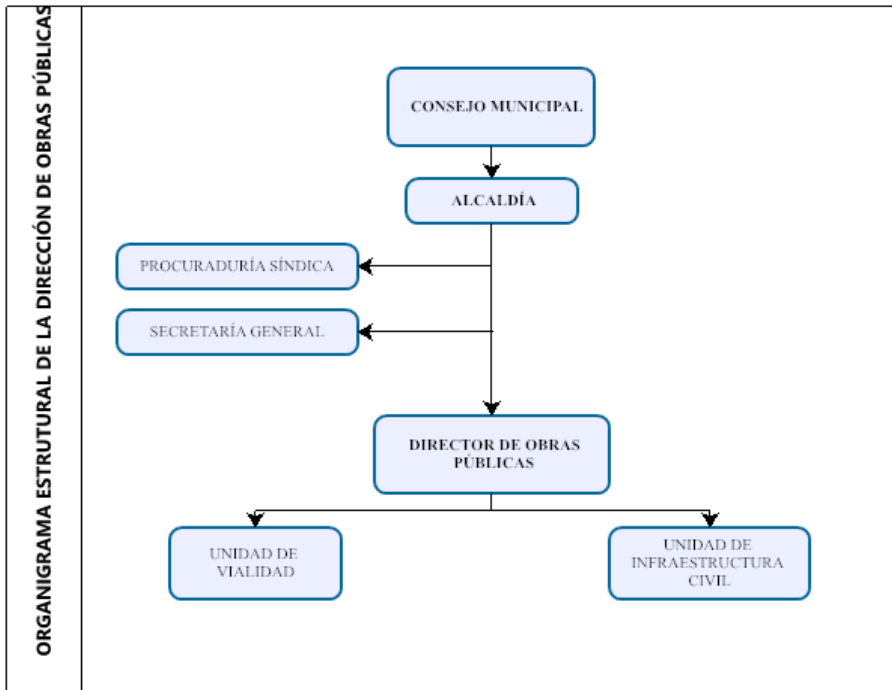 ORGANIGRAMA ESTRUTURAL DE LA DIRECCIÓN DE OBRAS PÚBLICAS
CONSEJO MUNICIPAL
ALCALDÍA
PROCURADURÍA SÍNDICA
SECRETARÍA GENERAL
DIRECTOR DE OBRAS
PÚBLICAS
UNIDAD DE
VIALIDAD
UNIDAD DE
INFRAESTRUCTURA
CIVIL